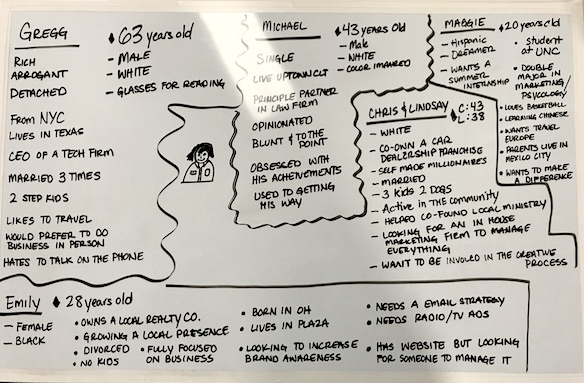 GREGG
♦63 years old
RICH
ARROGANT
DETACHED
- MALE
- WHITE
- GLASSES FOR READING
FROM NYC
LIVES IN TEXAS
CEO OF A TECH FIRM
MARRIED 3 TIMES
2 STEP KIDS
LIKES TO TRAVEL
WOULD PREFER TO DO
BUSINESS IN PERSON
HATES TO TALK ON THE PHONE
MICHAEL
♦43 years old
- Male
- WHITE
- COLOR IMPAIRED
SINGLE
LIVE UPTOWN CLT
PRINCIPLE PARTNER
IN LAW FIRM
OPINIONATED
BLUNT & TO THE
POINT
OBSESSED WITH
HIS ACHIEVEMENTS
USED TO GETTING
HIS WAY
MAGGIE
♦20 years old
- HISPANIC
- DREAMER
- WANTS A
SUMMER
INTERNSHIP
• STUDENT
AT UNC
• DOUBLE
MAJOR IN
MARKETING/
PSYCOLOGY
• LOVES BASKETBALL
• LEARNING CHINESE
• WANTS TRAVEL
EUROPE
• PARENTS LIVE IN
MEXICO CITY
• WANTS TO MAKE
A DIFFERENCE
CHRIS & LINDSAY
♦C:43
L:38
- WHITE
- CO-OWN A CAR
DEALERSHIP FRANCHISE
- SELF MADE MILLIONAIRES
- MARRIED
- 3 KIDS 2 DOGS
- Active in the community
- HELPED CO-FOUND LOCAL MINISTRY
- LOOKING FOR AN IN HOUSE
MARKETING FIRM TO MANAGE
EVERYTHING
- WANT TO BE INVOLVED IN THE CREATIVE
PROCESS
Emily
♦28 years old
- FEMALE
- BLACK
• OWNS A LOCAL REALTY CO.
• GROWING A LOCAL PRESENCE
• DIVORCED
• NO KIDS
• FULLY FOCUSED
ON BUSINESS
• BORN IN OH
• LIVES IN PLAZA
• LOOKING TO INCREASE
BRAND AWARENESS
• NEEDS A EMAIL STRATEGY
• NEEDS RADIO/TV ADS
• HAS WEBSITE BUT LOOKING
FOR SOMEONE TO MANAGE IT